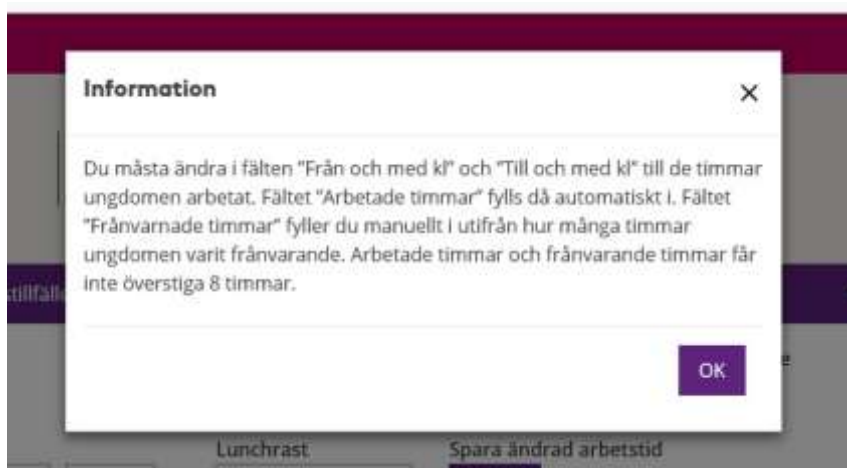 Information
Du måsta ändra i fälten "Från och med kl" och "Till och med kl" till de timmar
ungdomen arbetat. Fältet "Arbetade timmar" fylls då automatiskt i. Fältet
"Frånvarnade timmar" fyller du manuellt i utifrån hur många timmar
ungdomen varit frånvarande. Arbetade timmar och frånvarande timmar får
inte överstiga 8 timmar.
OK
Lunchrast
Spara ändrad arbetstid